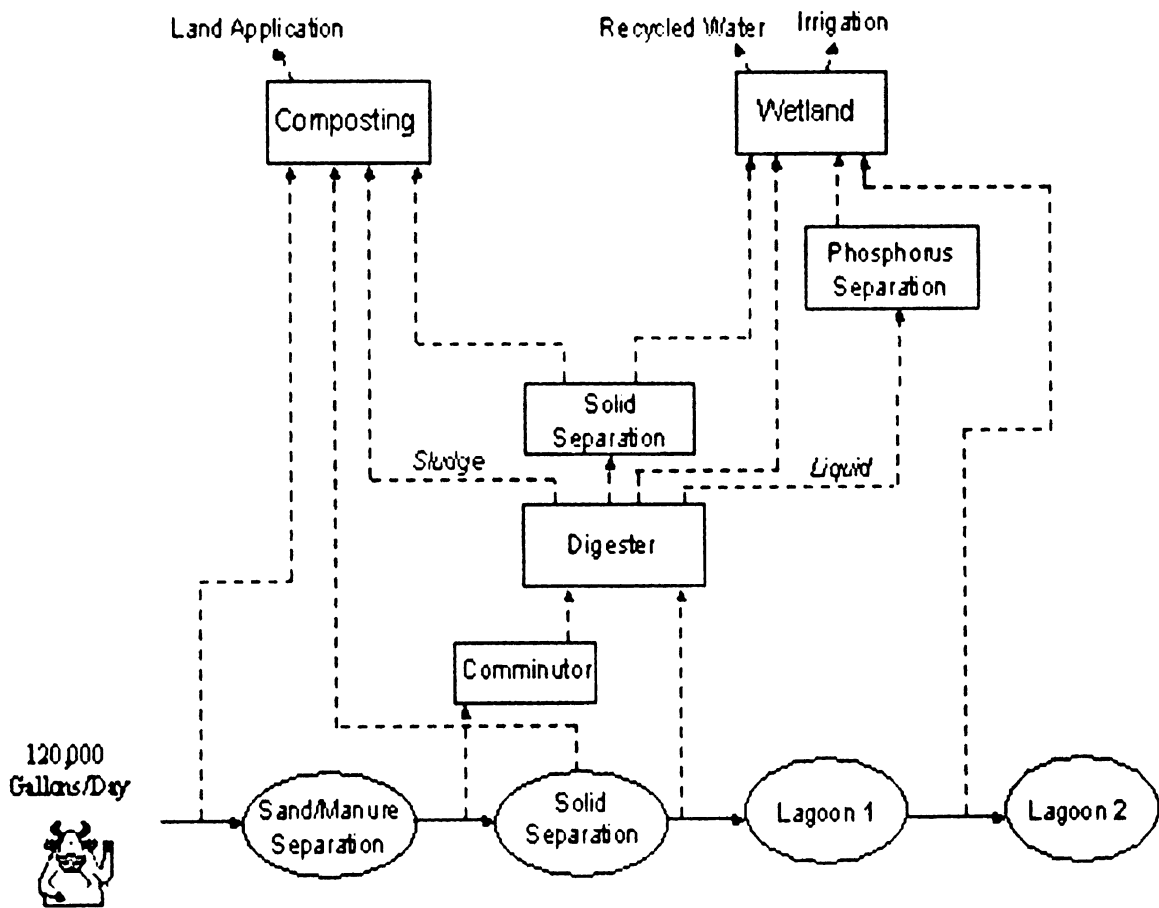 Land Application
Recycled Water
Irrigation
Composting
Wetland
Phosphorus
Separation
Solid
Separation
Sludge
Liquid
Digester
Comminutor
120,000
Gallons/Day
Sand/Manure
Separation
Solid
Separation
Lagoon 1
Lagoon 2